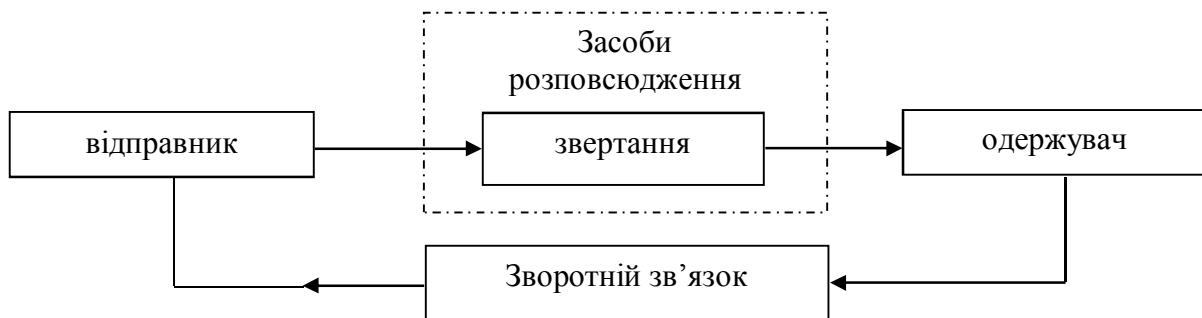 Засоби
розповсюдження
відправник
звертання
одержувач
Зворотній зв’язок